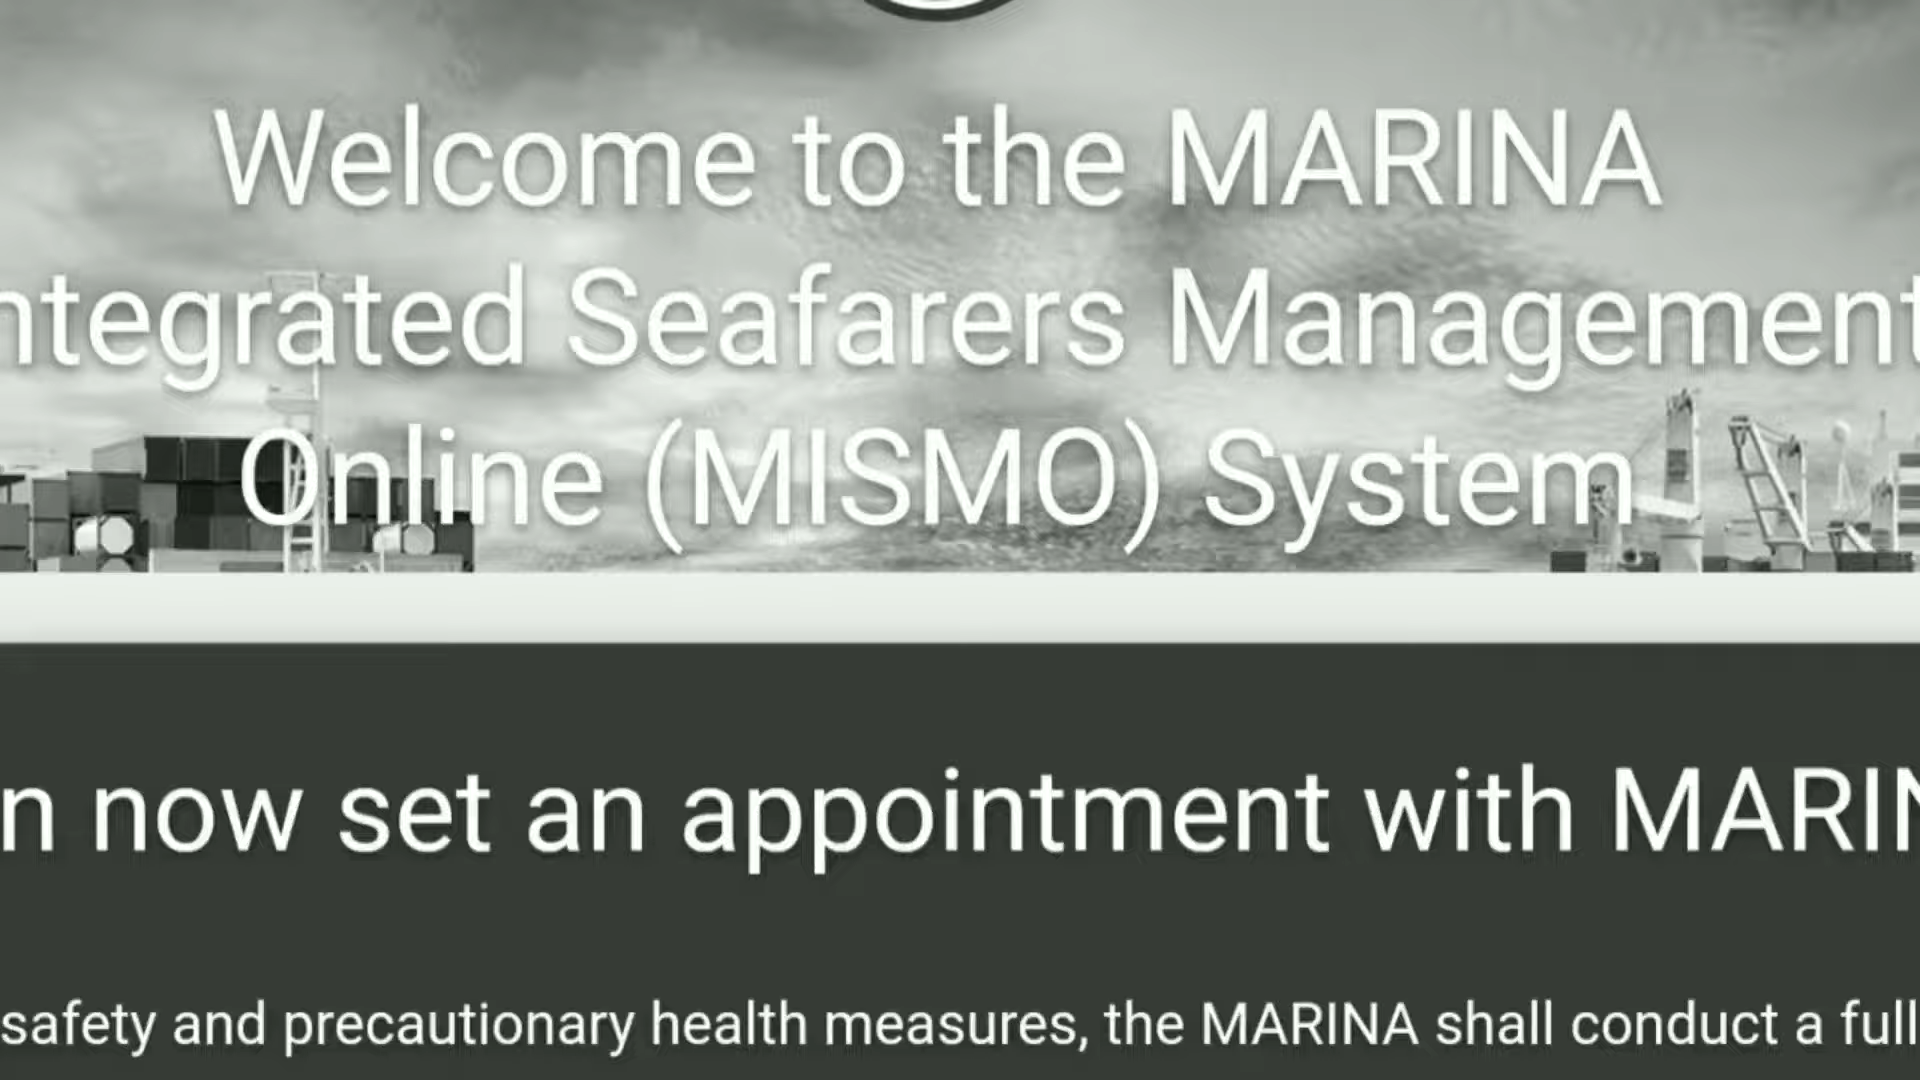 Welcome to the MARINA
ntegrated Seafarers Management
Online (MISMO) System
n now set an appointment with MARIN
safety and precautionary health measures, the MARINA shall conduct a full